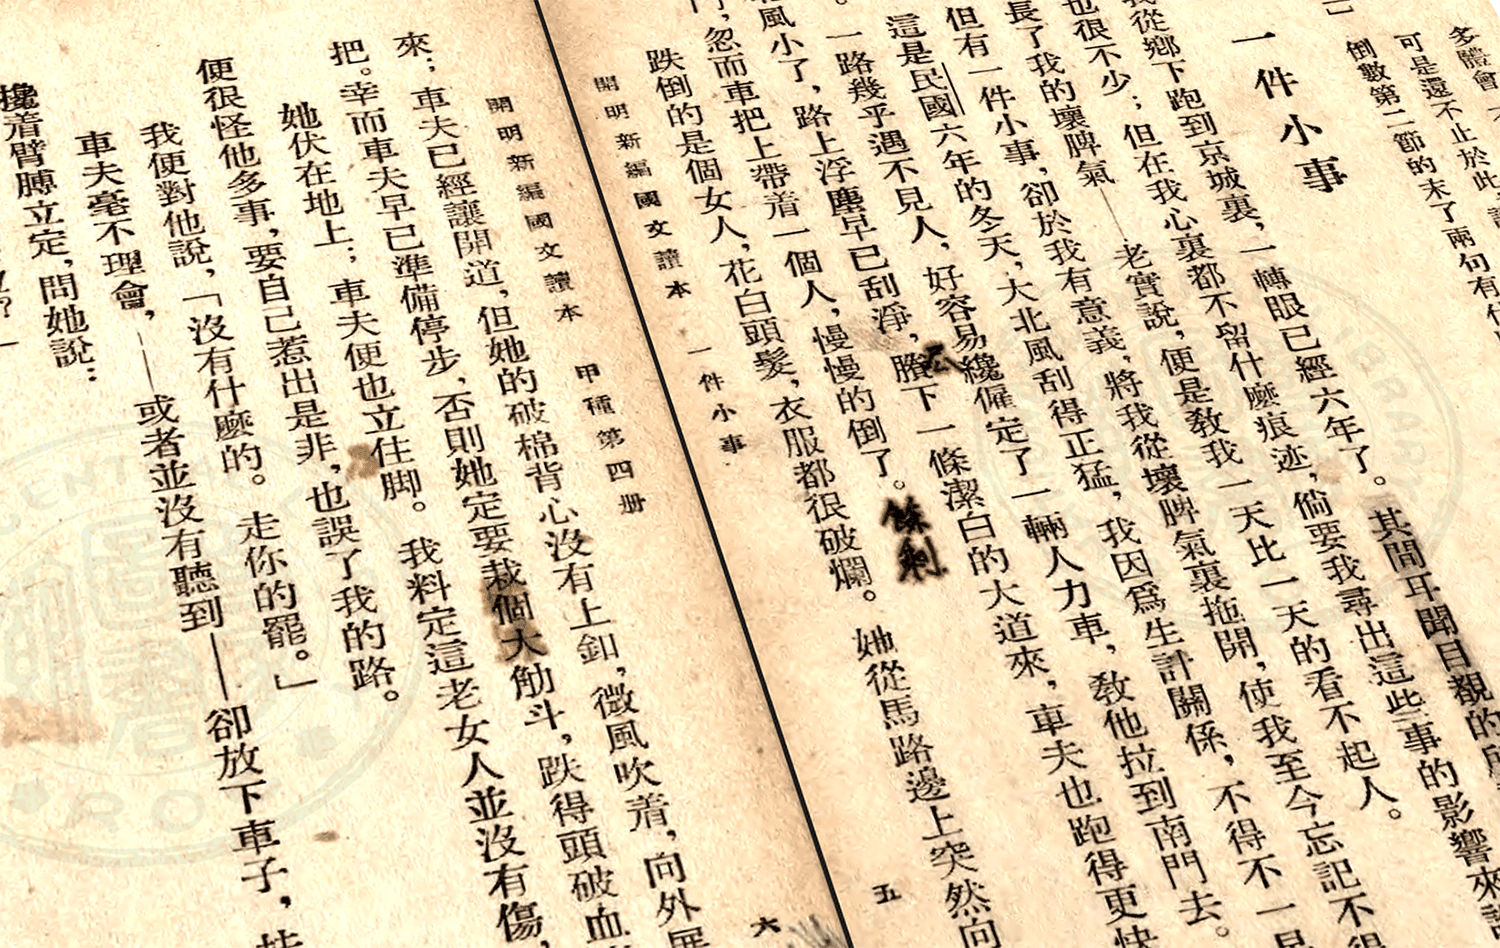 多體會
可是還不止於此
倒數第二節的末了兩句有
一件小事
我從鄉下跑到京城裏,一轉眼已經六年了。其間耳聞目覩的所
也很不少;但在我心裏都不留什麽痕迹,倘要我尋出這些事的影響來說
長了我的壞脾氣——老實說,便是敎我一天比一天的看不起人。
但有一件小事,卻於我有意義,將我從壞脾氣裏拖開,使我至今忘記不得
這是民國六年的冬天,大北風刮得正猛,我因爲生計關係,不得不一早
。一路幾乎遇不見人,好容易纔僱定了一輛人力車,敎他拉到南門去。
北風小了,路上浮塵早已刮淨,賸下一條潔白的大道來,車夫也跑得更快
餘剩
門,忽而車把上帶着一個人,慢慢的倒了。
跌倒的是個女人,花白頭髮,衣服都很破爛。她從馬路邊上突然向
開明新編國文讀本 一件小事 五
開明新編國文讀本 甲種第四册 六
來;車夫已經讓開道,但她的破棉背心沒有上釦,微風吹着,向外展
把。幸而車夫早已準備停步,否則她定要栽個大觔斗,跌得頭破血
她伏在地上;車夫便也立住脚。我料定這老女人並沒有傷,
便很怪他多事,要自己惹出是非,也誤了我的路。
我便對他說,「沒有什麽的。走你的罷。」
車夫毫不理會,——或者並沒有聽到——卻放下車子,扶
攙着臂膊立定,問她說: